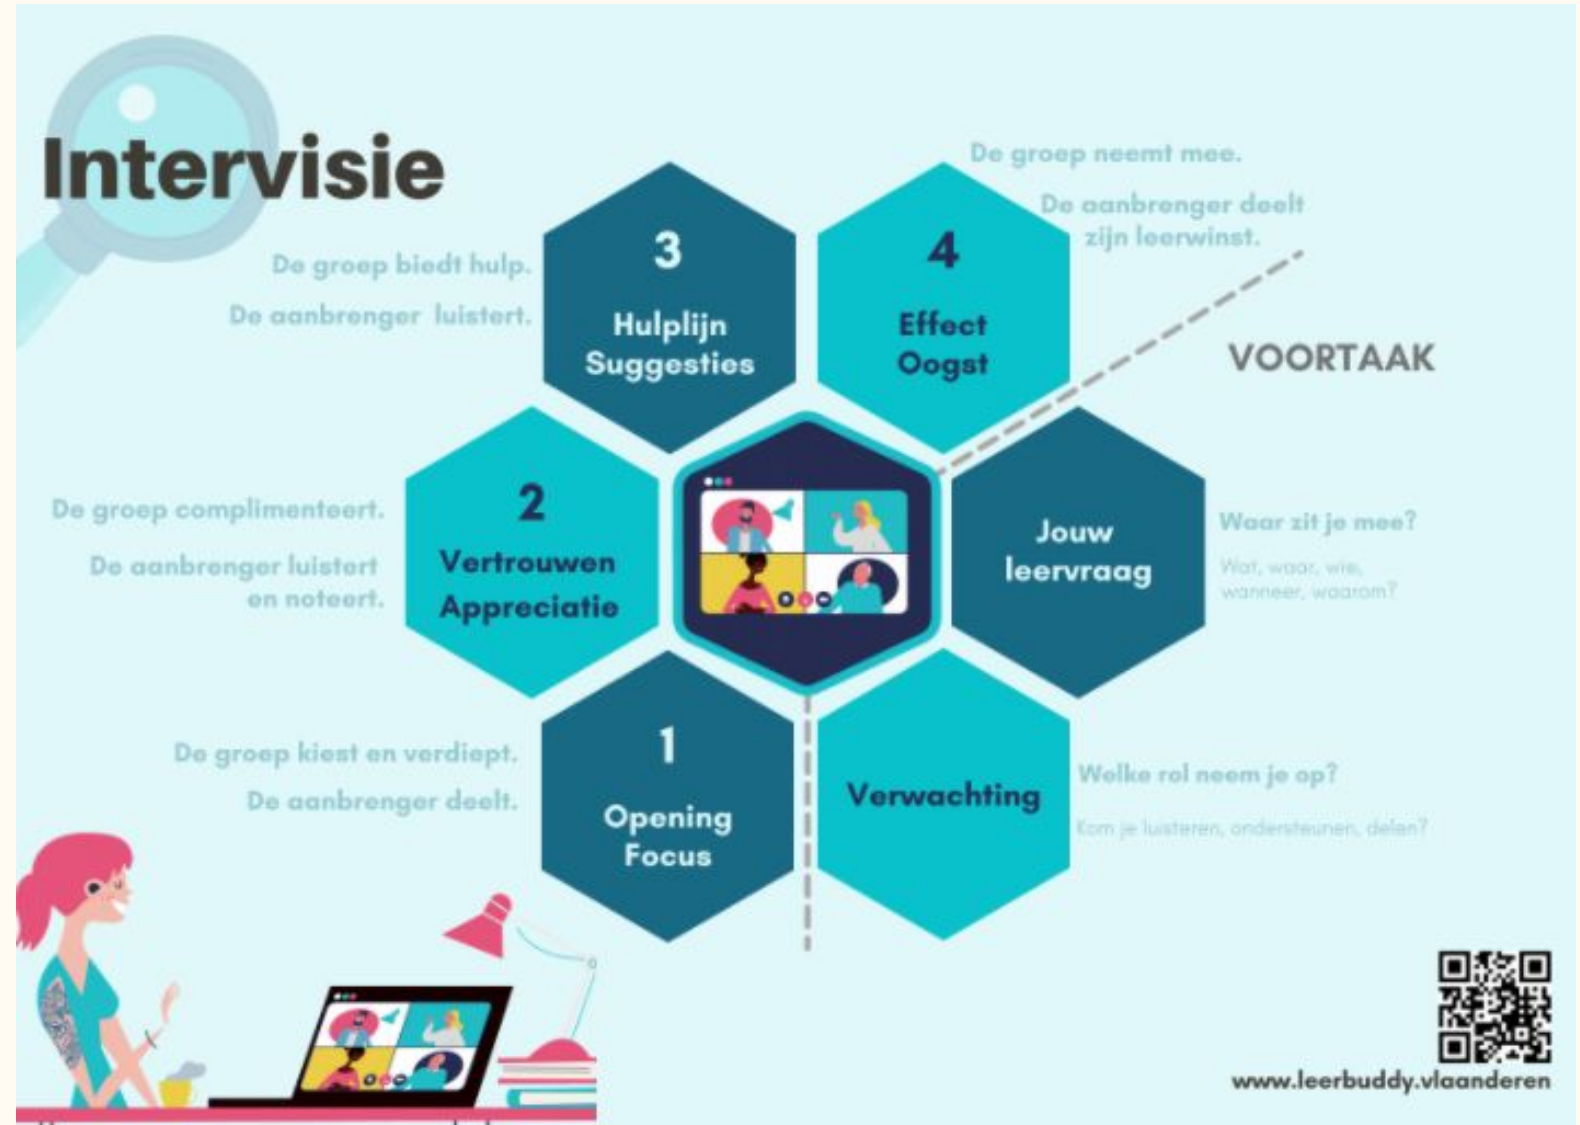 Intervisie
De groep neemt mee.
De aanbrenger deelt
zijn leerwinst.
3
Hulplijn
Suggesties
De groep biedt hulp.
De aanbrenger luistert.
4
Effect
Oogst
VOORTAAK
2
Vertrouwen
Appreciatie
De groep complimenteert.
De aanbrenger luistert
en noteert.
Jouw
leervraag
Waar zit je mee?
Wat, waar, wie,
wanneer, waarom?
1
Opening
Focus
De groep kiest en verdiept.
De aanbrenger deelt.
Verwachting
Welke rol neem je op?
Kom je luisteren, ondersteunen, delen?
www.leerbuddy.vlaanderen